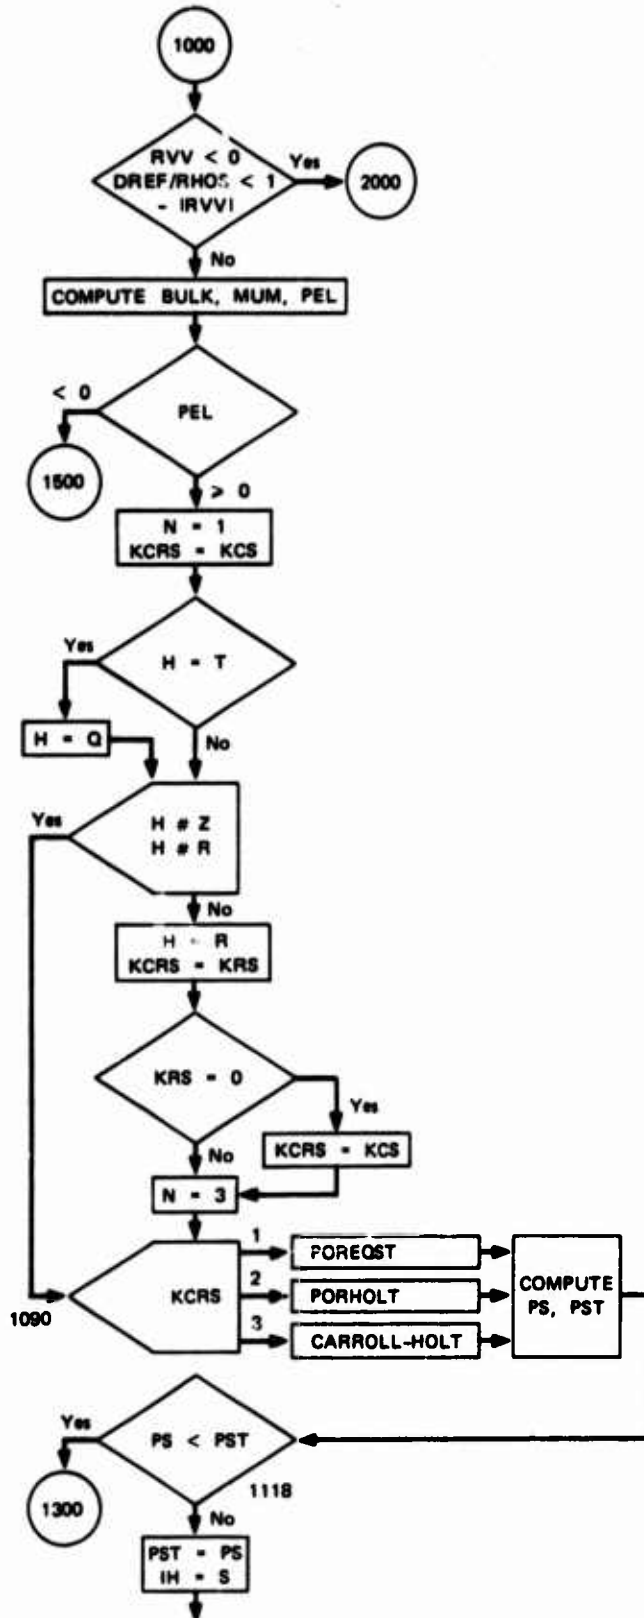 1000
RVV < 0
DREF/RHOS < 1
- |RVV|
Yes
2000
No
COMPUTE BULK, MUM, PEL
< 0
PEL
1500
⩾ 0
N = 1
KCRS = KCS
Yes
H = T
H = Q
No
Yes
H # Z
H # R
No
H = R
KCRS = KRS
KRS = 0
Yes
No
KCRS = KCS
N = 3
1
POREQST
KCRS
2
PORHOLT
COMPUTE
PS, PST
1090
3
CARROLL-HOLT
Yes
PS < PST
1300
1118
No
PST = PS
IH = S